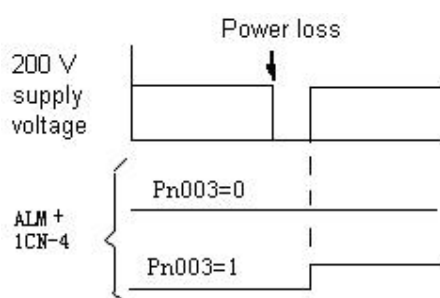 Power loss
200 V
supply
voltage
Pn003=0
ALM +
1CN-4
Pn003=1